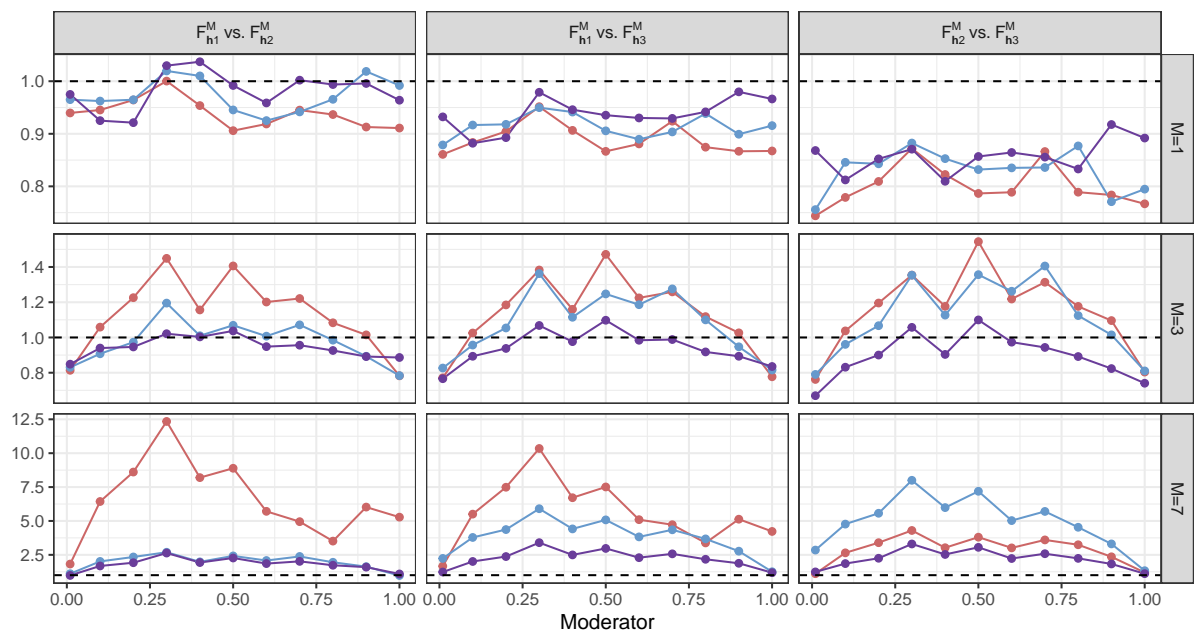 F^M_h1 vs. F^M_h2
F^M_h1 vs. F^M_h3
F^M_h2 vs. F^M_h3
1.0
0.9
0.8
M=1
1.4
1.2
1.0
0.8
M=3
12.5
10.0
7.5
5.0
2.5
M=7
0.00 0.25 0.50 0.75 1.00
0.00 0.25 0.50 0.75 1.00
0.00 0.25 0.50 0.75 1.00
Moderator